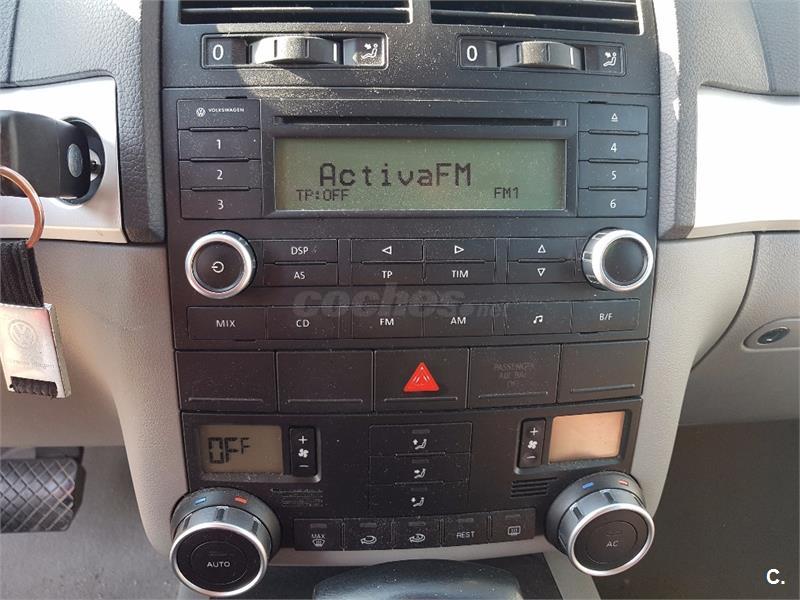 0
0
VOLKSWAGEN
1
2
3
ActivaFM
TP:OFF FM1
4
5
6
DSP
AS TP TIM
coches.net
MIX CD FM AM B/F
PASSENGER
AIR BAG
OFF
OFF
MAX REST
AUTO
AC
C.